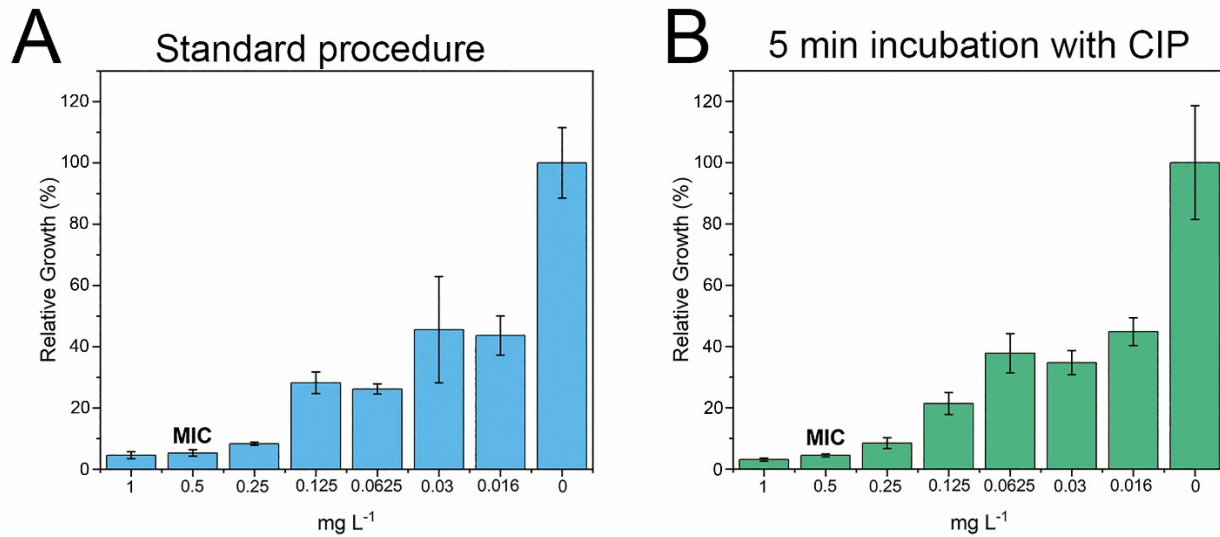 A
Standard procedure
Relative Growth (%)
120
100
80
60
40
20
0
MIC
1 0.5 0.25 0.125 0.0625 0.03 0.016 0
mg L⁻¹
B
5 min incubation with CIP
Relative Growth (%)
120
100
80
60
40
20
0
MIC
1 0.5 0.25 0.125 0.0625 0.03 0.016 0
mg L⁻¹